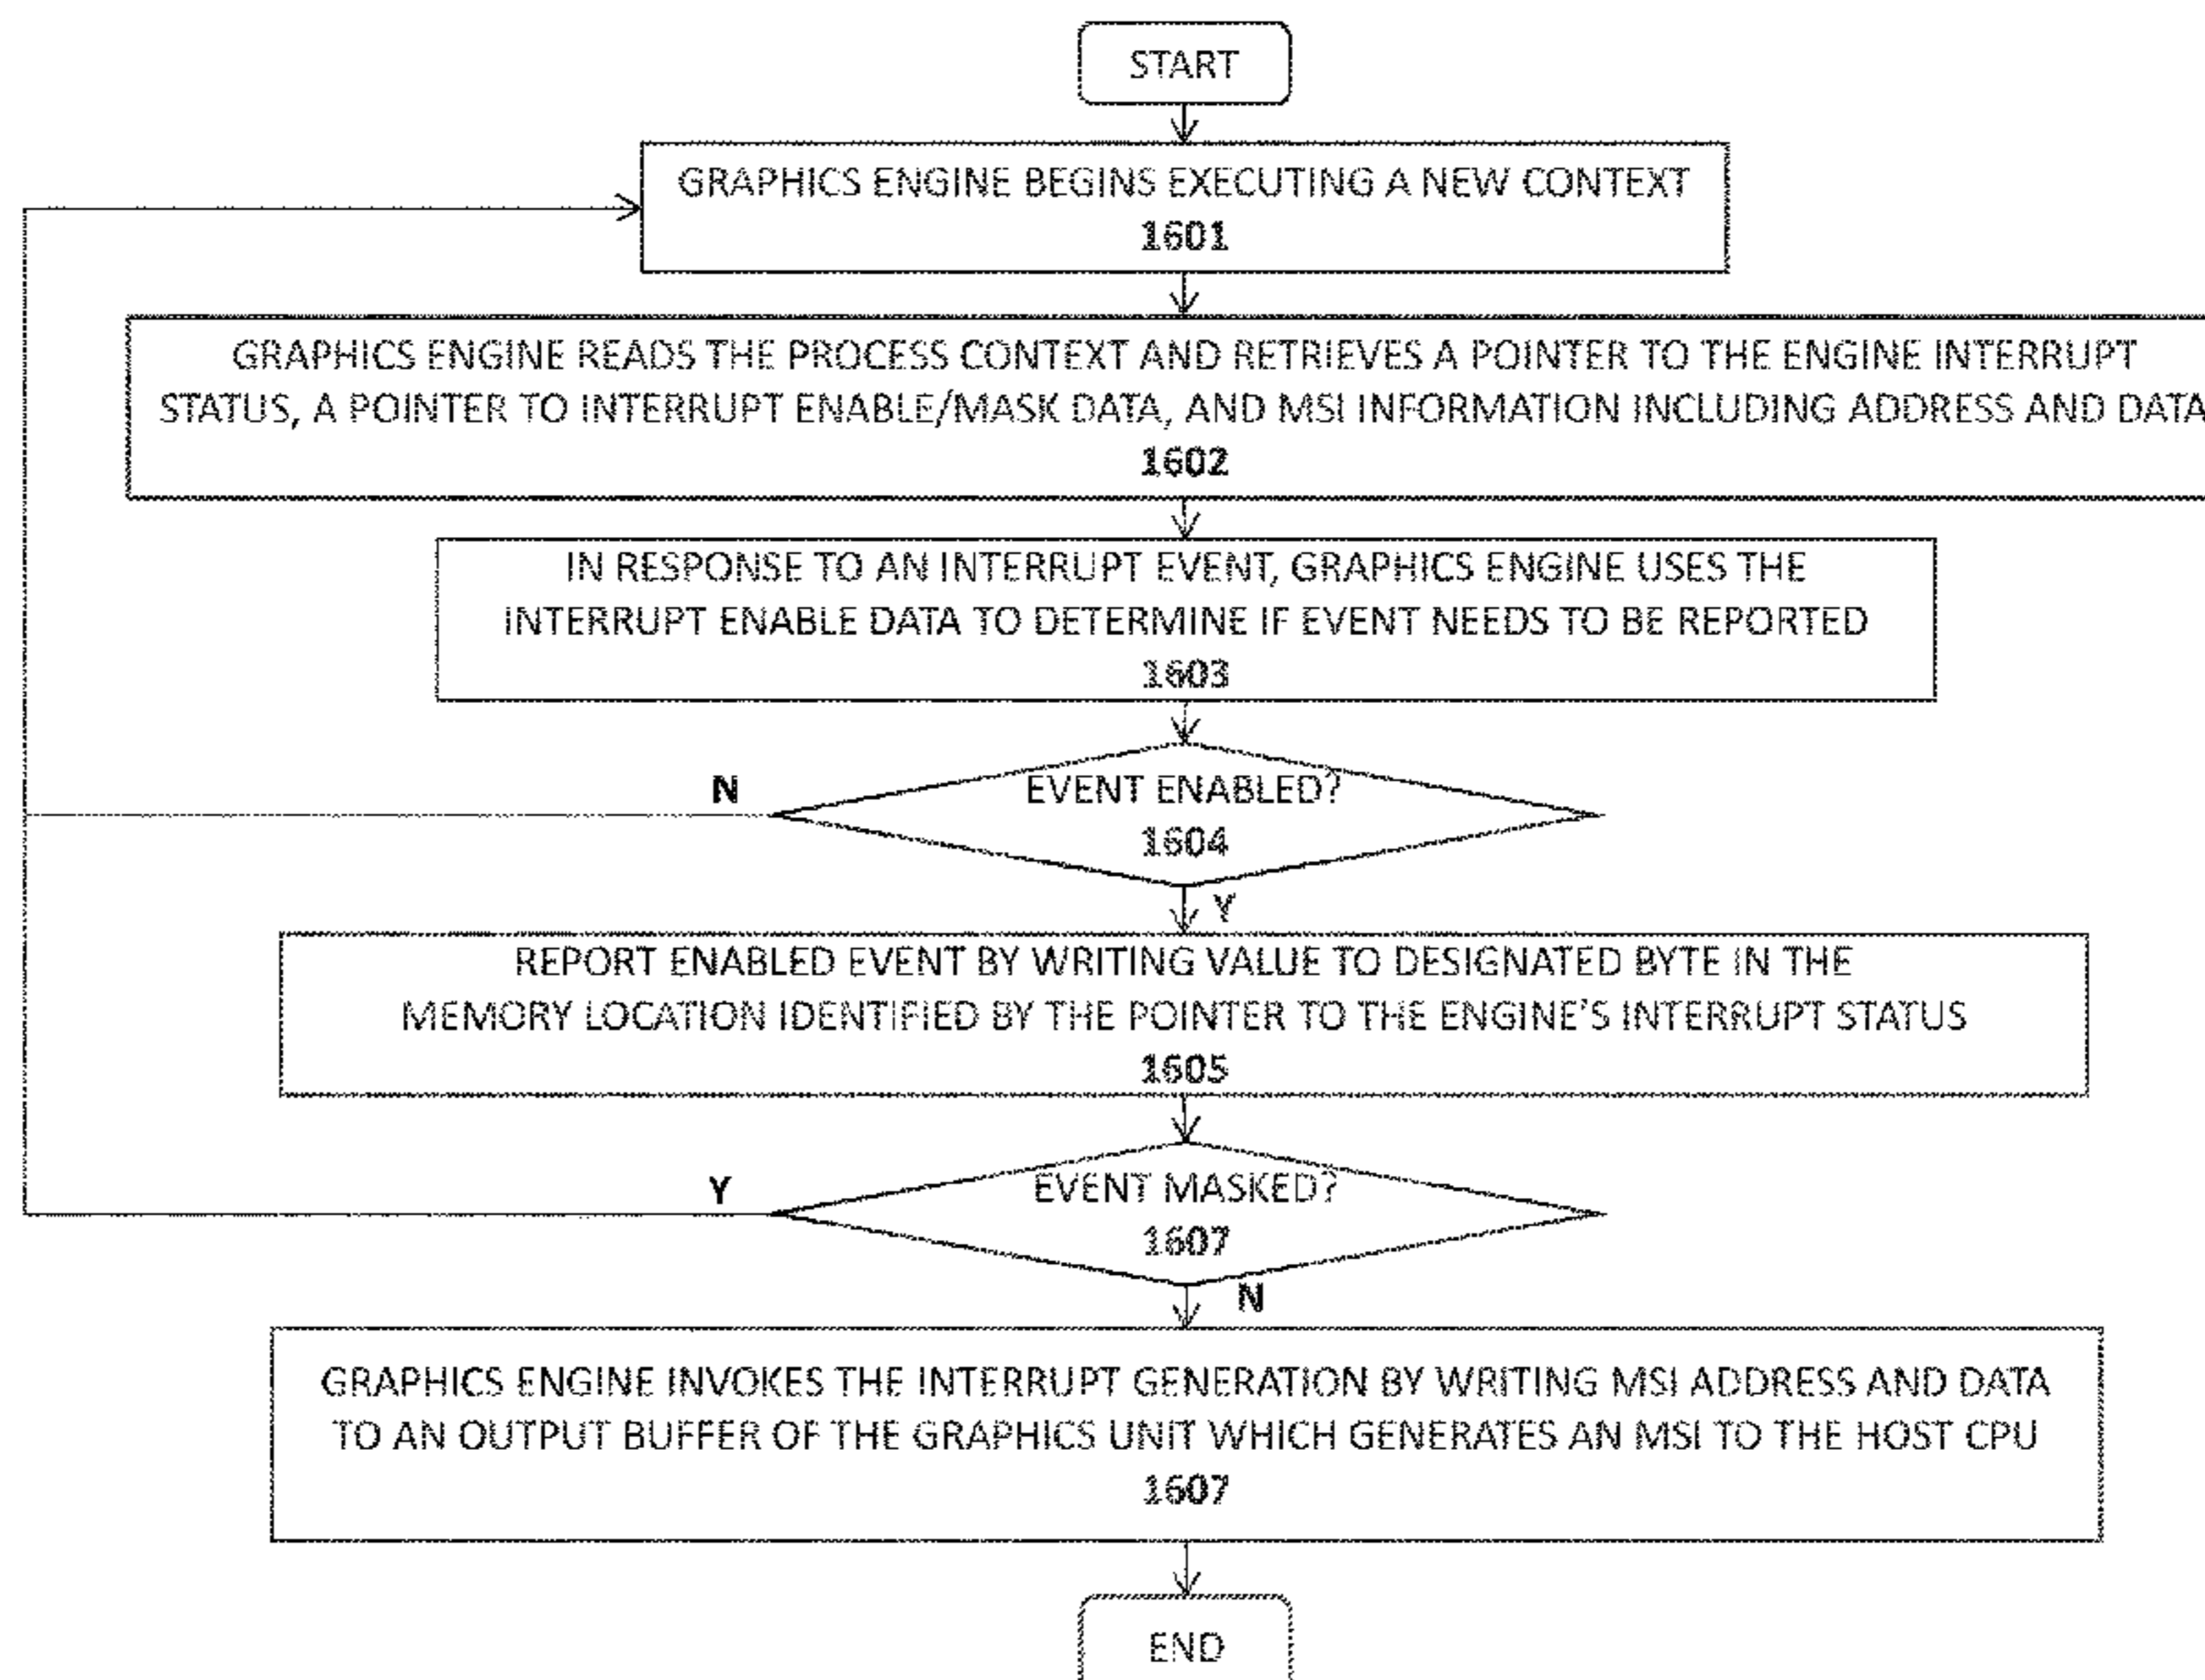 START
GRAPHICS ENGINE BEGINS EXECUTING A NEW CONTEXT
1601
GRAPHICS ENGINE READS THE PROCESS CONTEXT AND RETRIEVES A POINTER TO THE ENGINE INTERRUPT
STATUS, A POINTER TO INTERRUPT ENABLE/MASK DATA, AND MSI INFORMATION INCLUDING ADDRESS AND DATA
1602
IN RESPONSE TO AN INTERRUPT EVENT, GRAPHICS ENGINE USES THE
INTERRUPT ENABLE DATA TO DETERMINE IF EVENT NEEDS TO BE REPORTED
1603
N
EVENT ENABLED?
1604
Y
REPORT ENABLED EVENT BY WRITING VALUE TO DESIGNATED BYTE IN THE
MEMORY LOCATION IDENTIFIED BY THE POINTER TO THE ENGINE'S INTERRUPT STATUS
1605
Y
EVENT MASKED?
1607
N
GRAPHICS ENGINE INVOKES THE INTERRUPT GENERATION BY WRITING MSI ADDRESS AND DATA
TO AN OUTPUT BUFFER OF THE GRAPHICS UNIT WHICH GENERATES AN MSI TO THE HOST CPU
1607
END